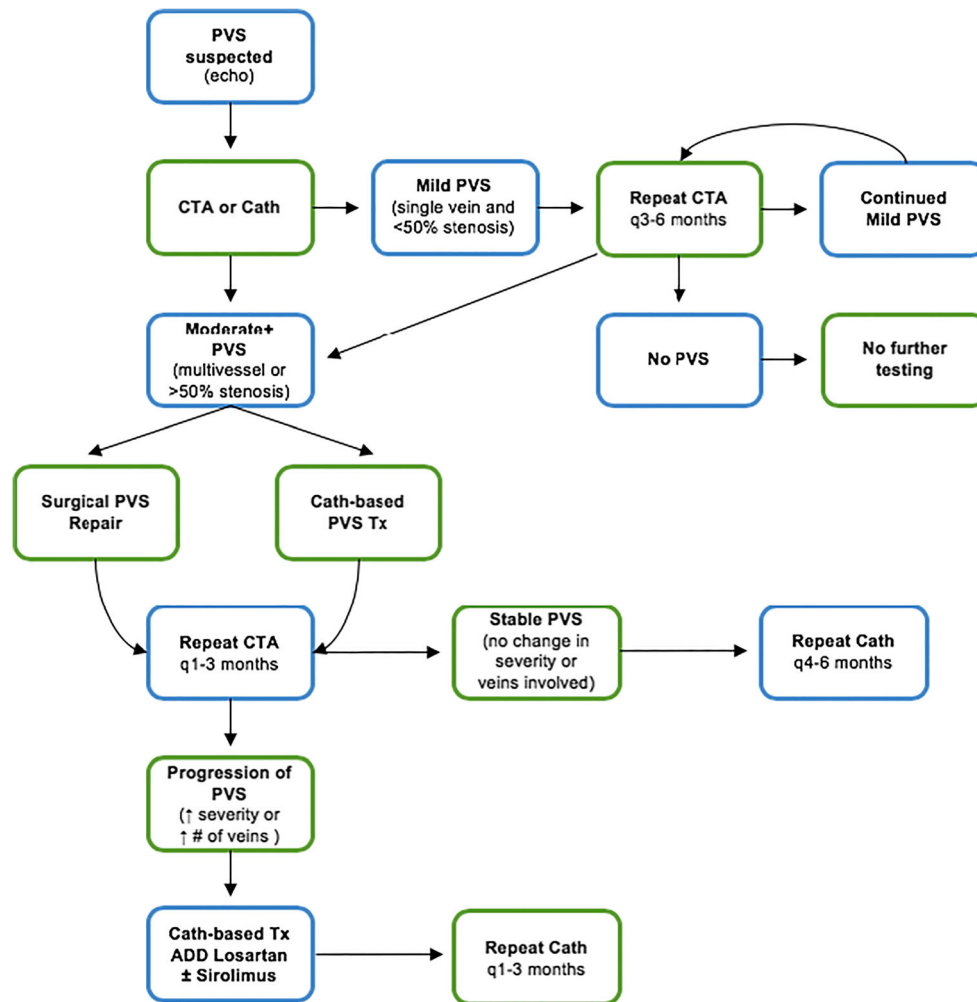 PVS
suspected
(echo)
CTA or Cath
Mild PVS
(single vein and
<50% stenosis)
Repeat CTA
q3-6 months
Continued
Mild PVS
Moderate+
PVS
(multivessel or
>50% stenosis)
No PVS
No further
testing
Surgical PVS
Repair
Cath-based
PVS Tx
Repeat CTA
q1-3 months
Stable PVS
(no change in
severity or
veins involved)
Repeat Cath
q4-6 months
Progression of
PVS
(↑ severity or
↑ # of veins )
Cath-based Tx
ADD Losartan
± Sirolimus
Repeat Cath
q1-3 months